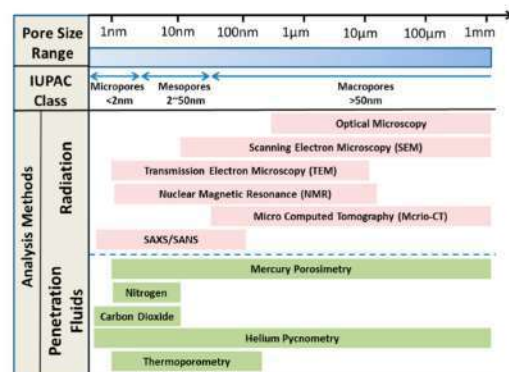 Pore Size Range
1nm 10nm 100nm 1μm 10μm 100μm 1mm
IUPAC Class
Micropores <2nm
Mesopores 2~50nm
Macropores >50nm
Analysis Methods
Radiation
Optical Microscopy
Scanning Electron Microscopy (SEM)
Transmission Electron Microscopy (TEM)
Nuclear Magnetic Resonance (NMR)
Micro Computed Tomography (Mcrio-CT)
SAXS/SANS
Penetration Fluids
Mercury Porosimetry
Nitrogen
Carbon Dioxide
Helium Pycnometry
Thermoporometry